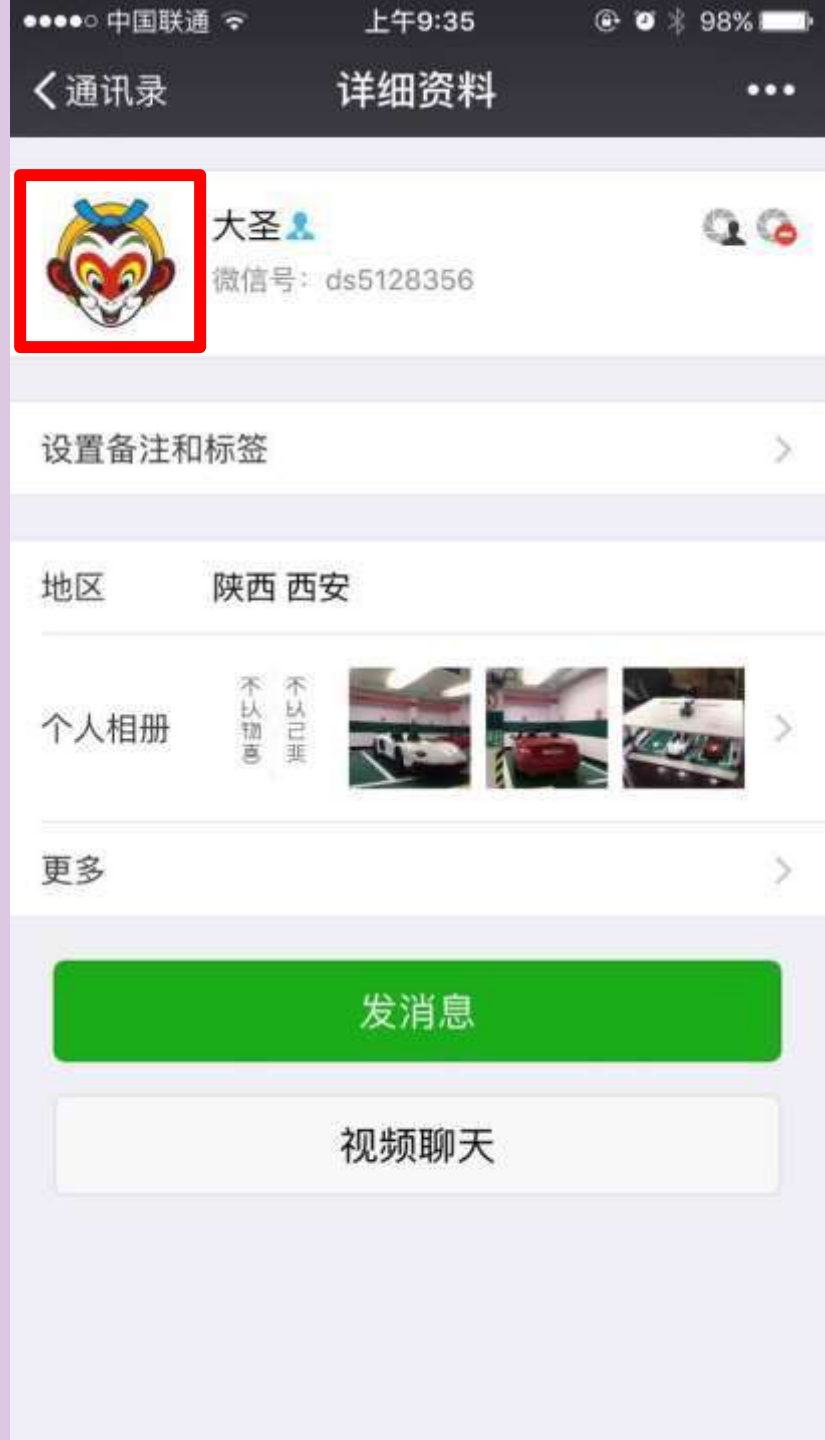 中国联通 上午9:35 98%
通讯录 详细资料
大圣
微信号: ds5128356
设置备注和标签
地区 陕西 西安
个人相册
不以物喜
不以己悲
更多
发消息
视频聊天